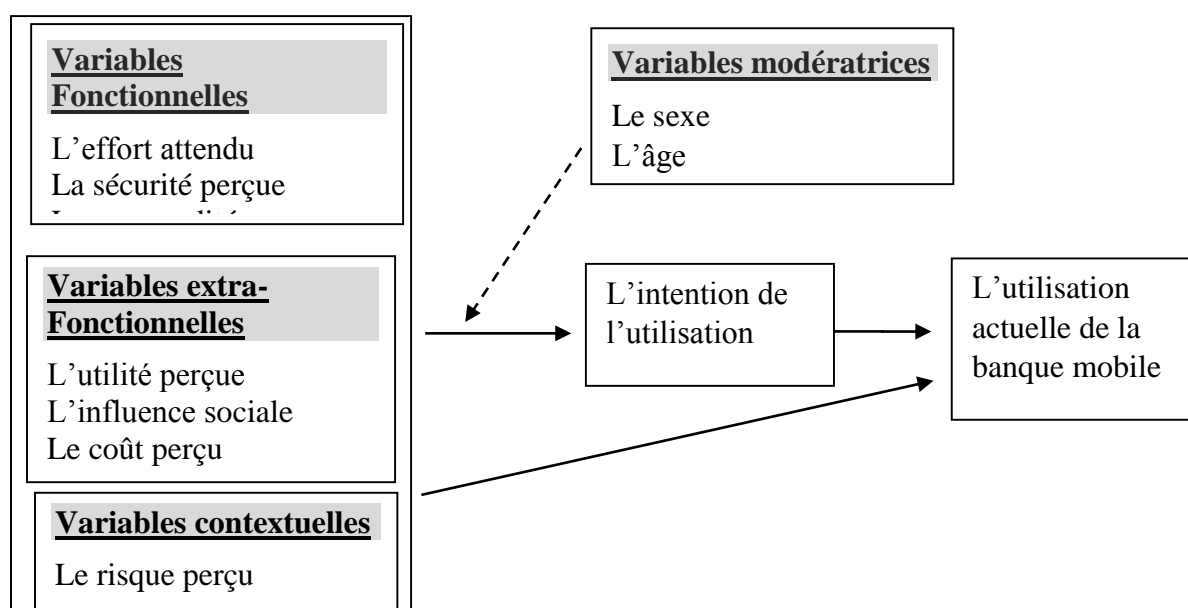 Variables
Fonctionnelles
L’effort attendu
La sécurité perçue
Variables extra-
Fonctionnelles
L’utilité perçue
L’influence sociale
Le coût perçu
Variables contextuelles
Le risque perçu
Variables modératrices
Le sexe
L’âge
L’intention de
l’utilisation
L’utilisation
actuelle de la
banque mobile